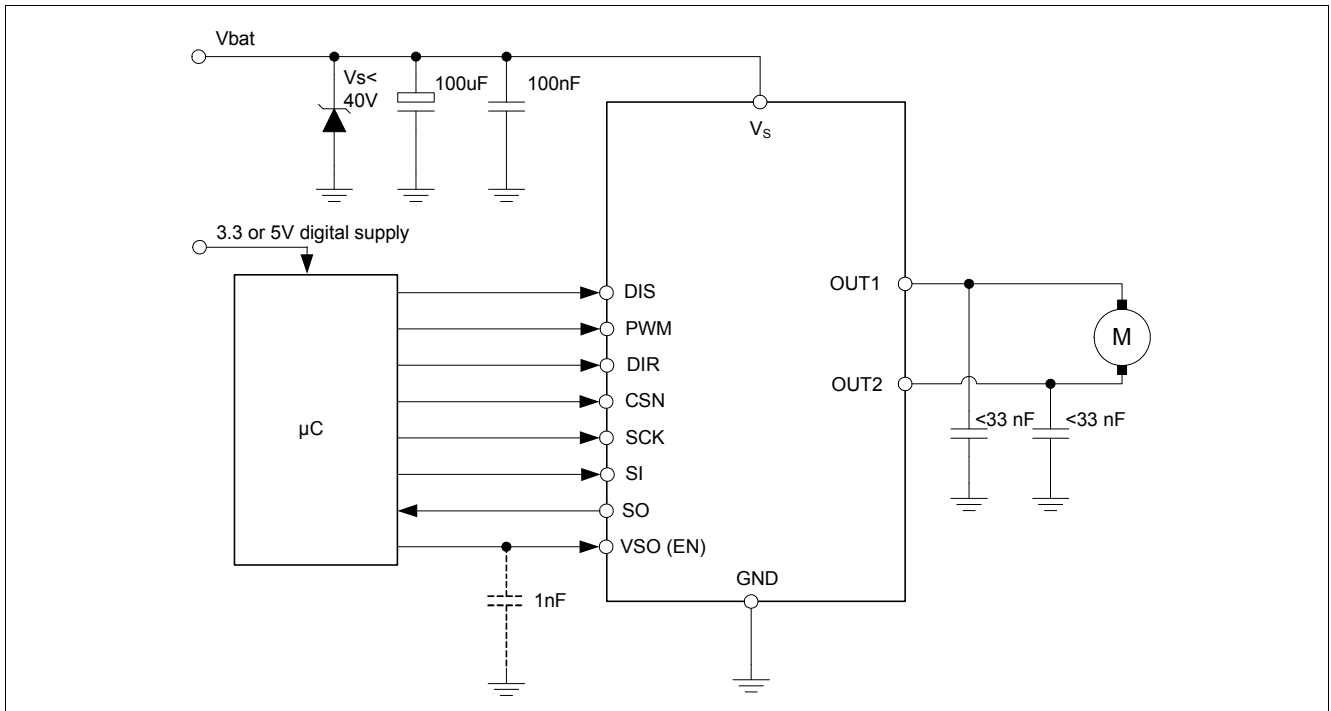 Vbat
Vs<
40V
100uF
100nF
VS
3.3 or 5V digital supply
µC
DIS
PWM
DIR
CSN
SCK
SI
SO
VSO (EN)
1nF
GND
OUT1
OUT2
M
<33 nF
<33 nF